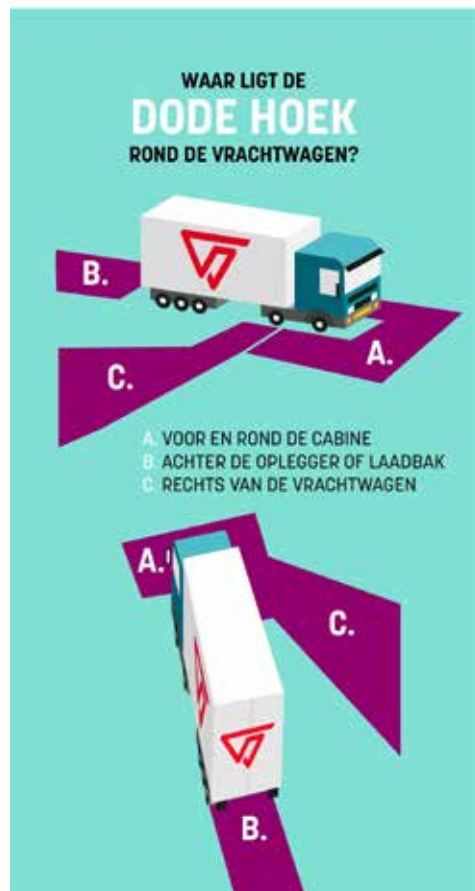 WAAR LIGT DE
DODE HOEK
ROND DE VRACHTWAGEN?
B.
A.
C.
A. VOOR EN ROND DE CABINE
B. ACHTER DE OPLEGGER OF LAADBAK
C. RECHTS VAN DE VRACHTWAGEN
A.
C.
B.